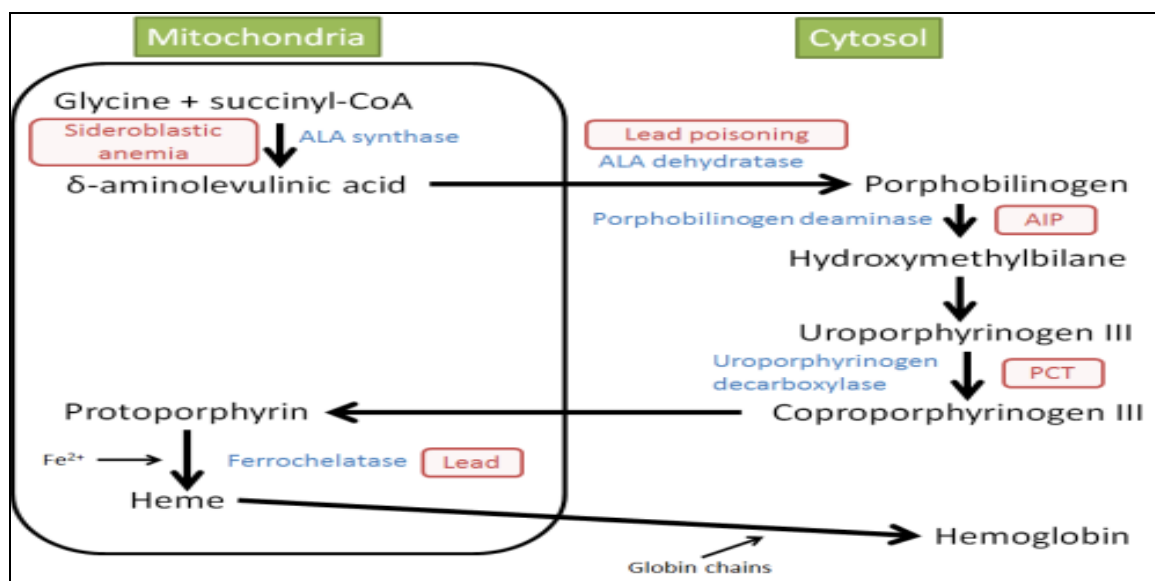 Mitochondria
Cytosol
Glycine + succinyl-CoA
Sideroblastic
anemia
ALA synthase
Lead poisoning
ALA dehydratase
δ-aminolevulinic acid
Porphobilinogen
Porphobilinogen deaminase
AIP
Hydroxymethylbilane
Uroporphyrinogen III
Uroporphyrinogen
decarboxylase
PCT
Protoporphyrin
Coproporphyrinogen III
Fe²⁺
Ferrochelatase
Lead
Heme
Hemoglobin
Globin chains